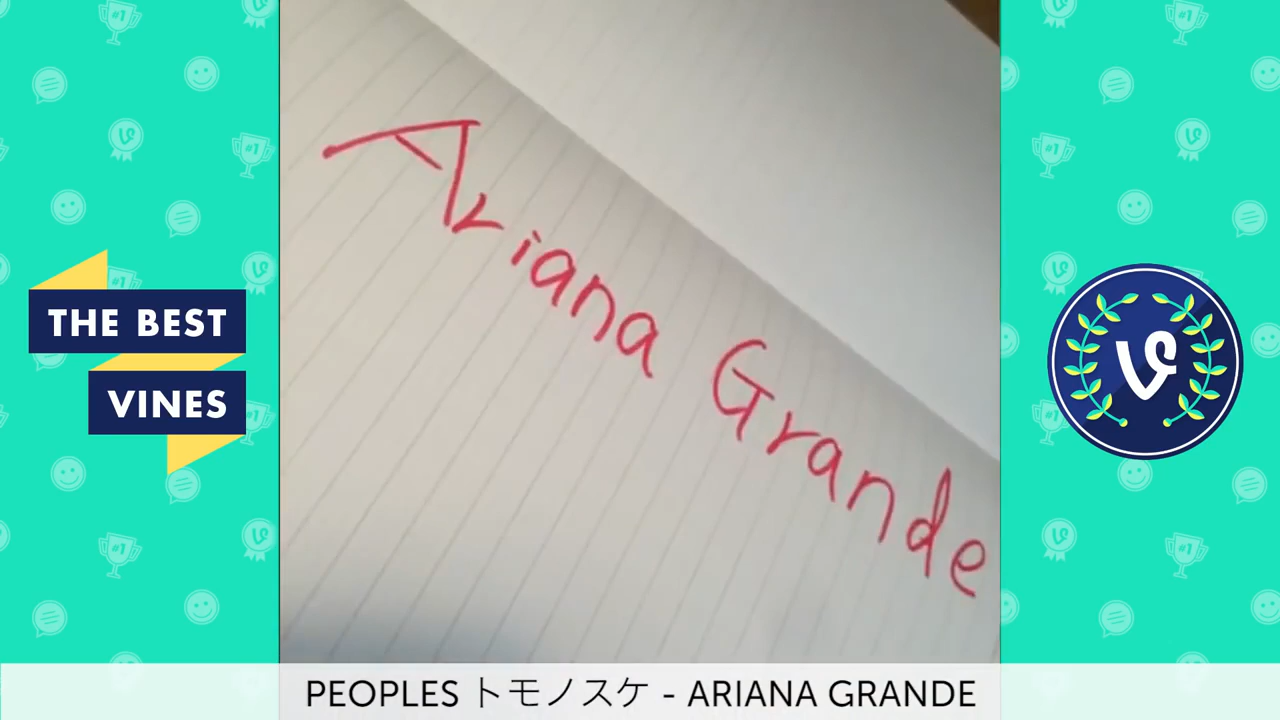 Ariana Grande
THE BEST
VINES
PEOPLES トモノスケ - ARIANA GRANDE